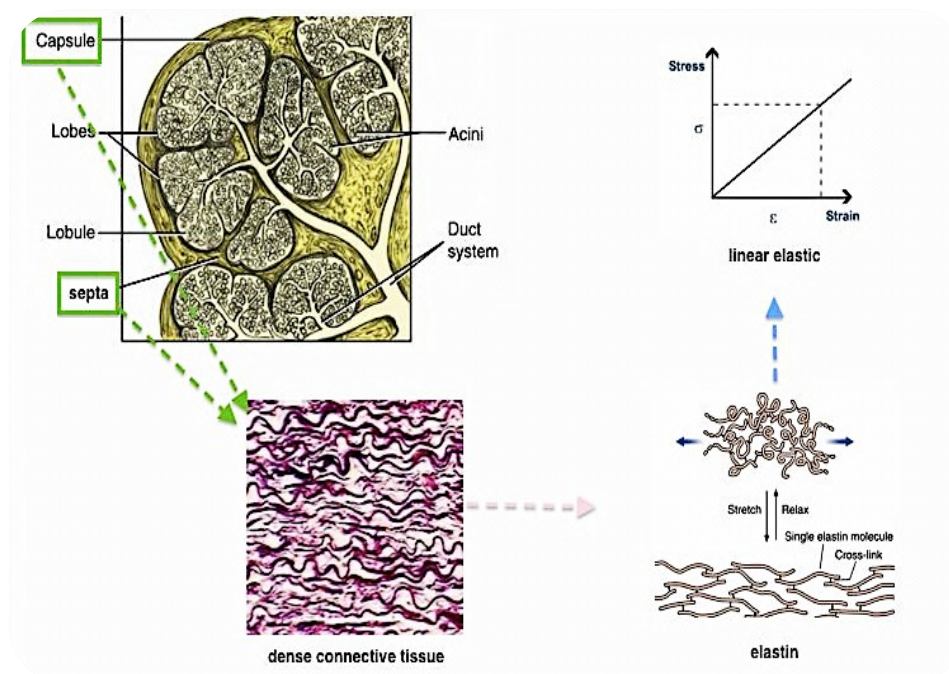 Capsule
Lobes
Acini
Lobule
Duct
system
septa
dense connective tissue
Stress
σ
ε
Strain
linear elastic
Stretch
Relax
Single elastin molecule
Cross-link
elastin